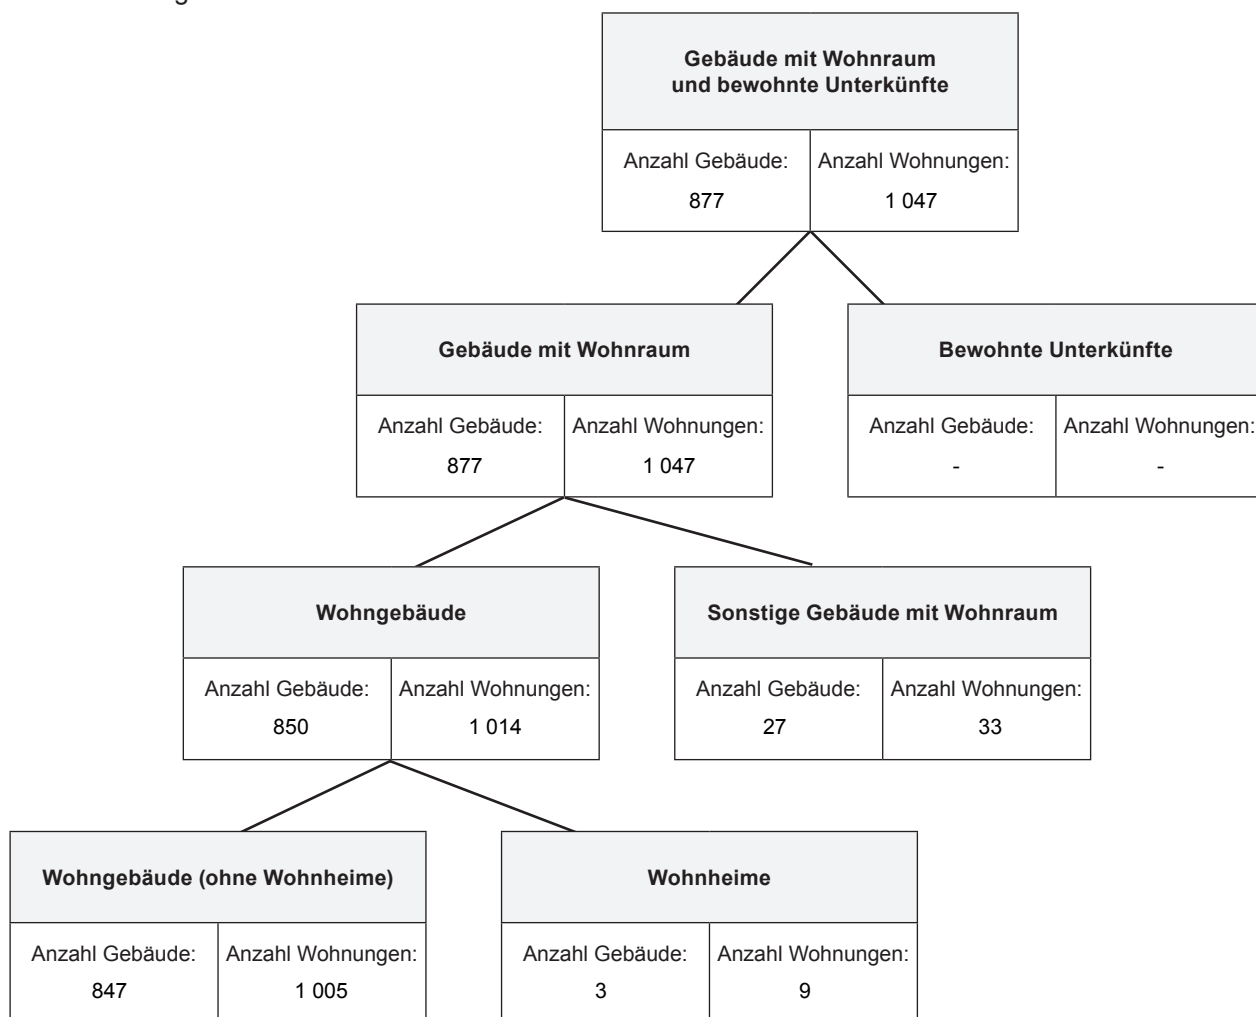 Gebäude mit Wohnraum
und bewohnte Unterkünfte
Anzahl Gebäude: Anzahl Wohnungen:
877 1 047
Gebäude mit Wohnraum
Anzahl Gebäude: Anzahl Wohnungen:
877 1 047
Bewohnte Unterkünfte
Anzahl Gebäude: Anzahl Wohnungen:
- -
Wohngebäude
Anzahl Gebäude: Anzahl Wohnungen:
850 1 014
Sonstige Gebäude mit Wohnraum
Anzahl Gebäude: Anzahl Wohnungen:
27 33
Wohngebäude (ohne Wohnheime)
Anzahl Gebäude: Anzahl Wohnungen:
847 1 005
Wohnheime
Anzahl Gebäude: Anzahl Wohnungen:
3 9